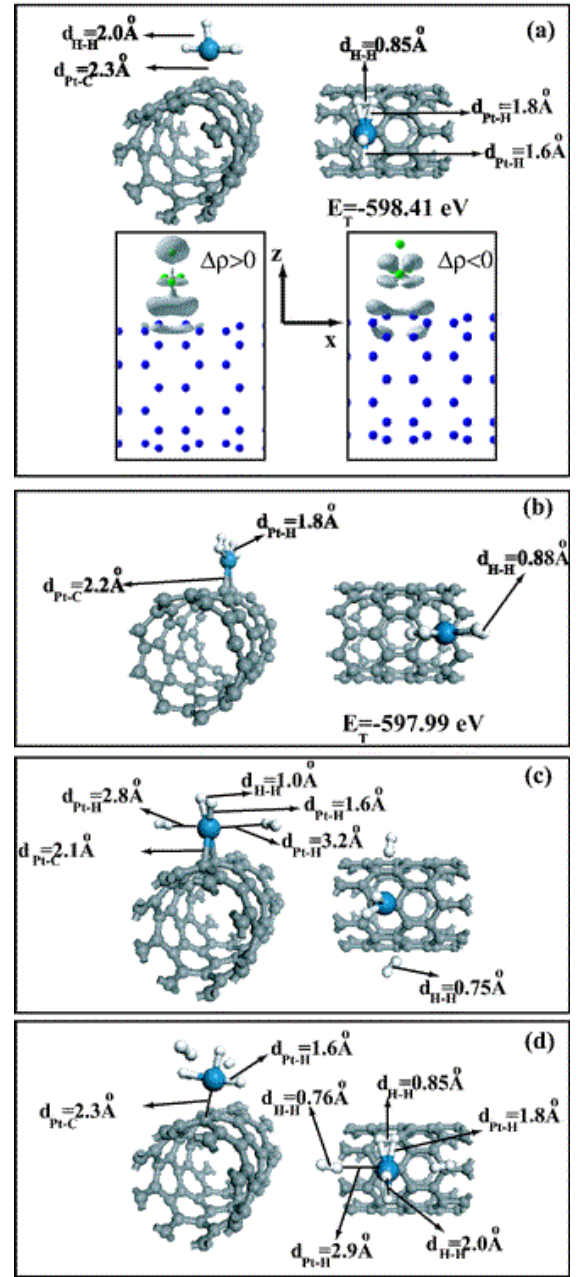 (a)
d_H-H=2.0Å
d_Pt-C=2.3Å
d_H-H=0.85Å
d_Pt-H=1.8Å
d_Pt-H=1.6Å
E_T=-598.41 eV
Δρ>0
z
x
Δρ<0
(b)
d_Pt-H=1.8Å
d_Pt-C=2.2Å
d_H-H=0.88Å
E_T=-597.99 eV
(c)
d_H-H=1.0Å
d_Pt-H=2.8Å
d_Pt-H=1.6Å
d_Pt-H=3.2Å
d_Pt-C=2.1Å
d_H-H=0.75Å
(d)
d_Pt-H=1.6Å
d_Pt-C=2.3Å
d_H-H=0.76Å
d_H-H=0.85Å
d_Pt-H=1.8Å
d_Pt-H=2.9Å
d_H-H=2.0Å